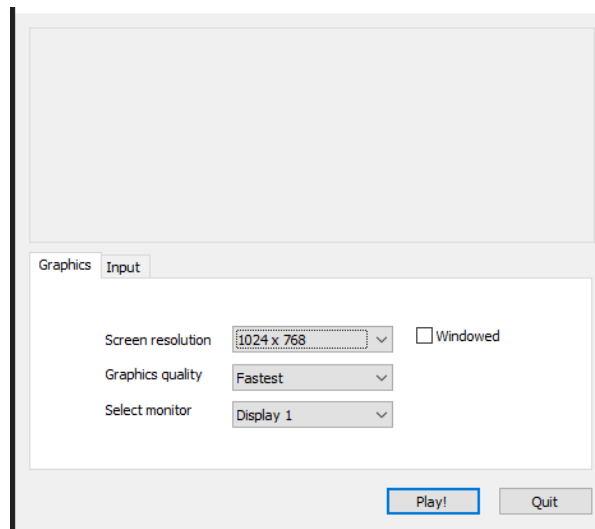 Graphics Input
Screen resolution 1024 x 768 Windowed
Graphics quality Fastest
Select monitor Display 1
Play! Quit